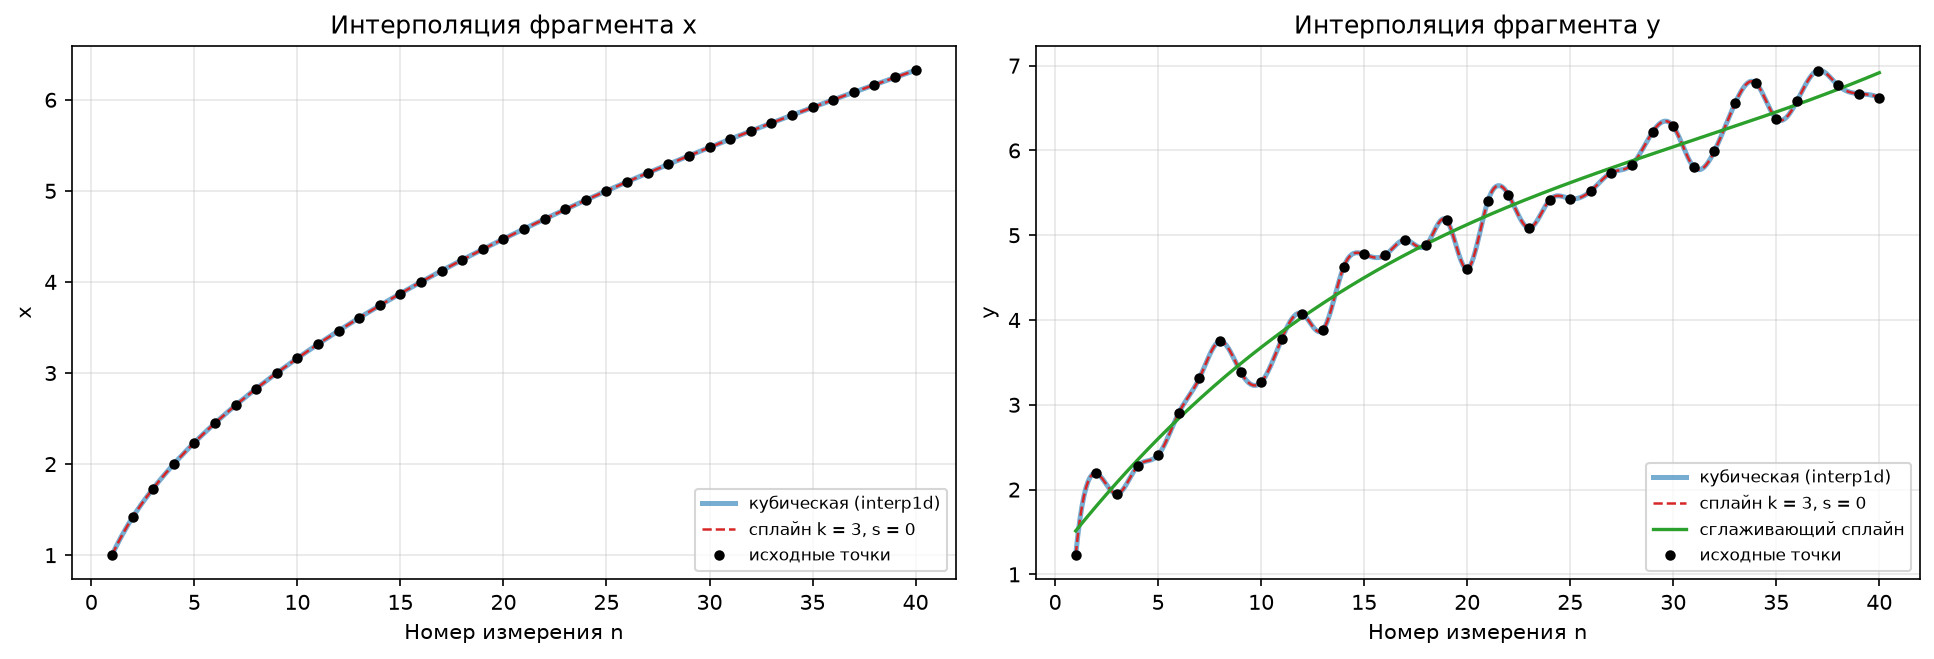 Интерполяция фрагмента x
x
6
5
4
3
2
1
0 5 10 15 20 25 30 35 40
Номер измерения n
кубическая (interp1d)
сплайн k = 3, s = 0
исходные точки
Интерполяция фрагмента y
y
7
6
5
4
3
2
1
0 5 10 15 20 25 30 35 40
Номер измерения n
кубическая (interp1d)
сплайн k = 3, s = 0
сглаживающий сплайн
исходные точки